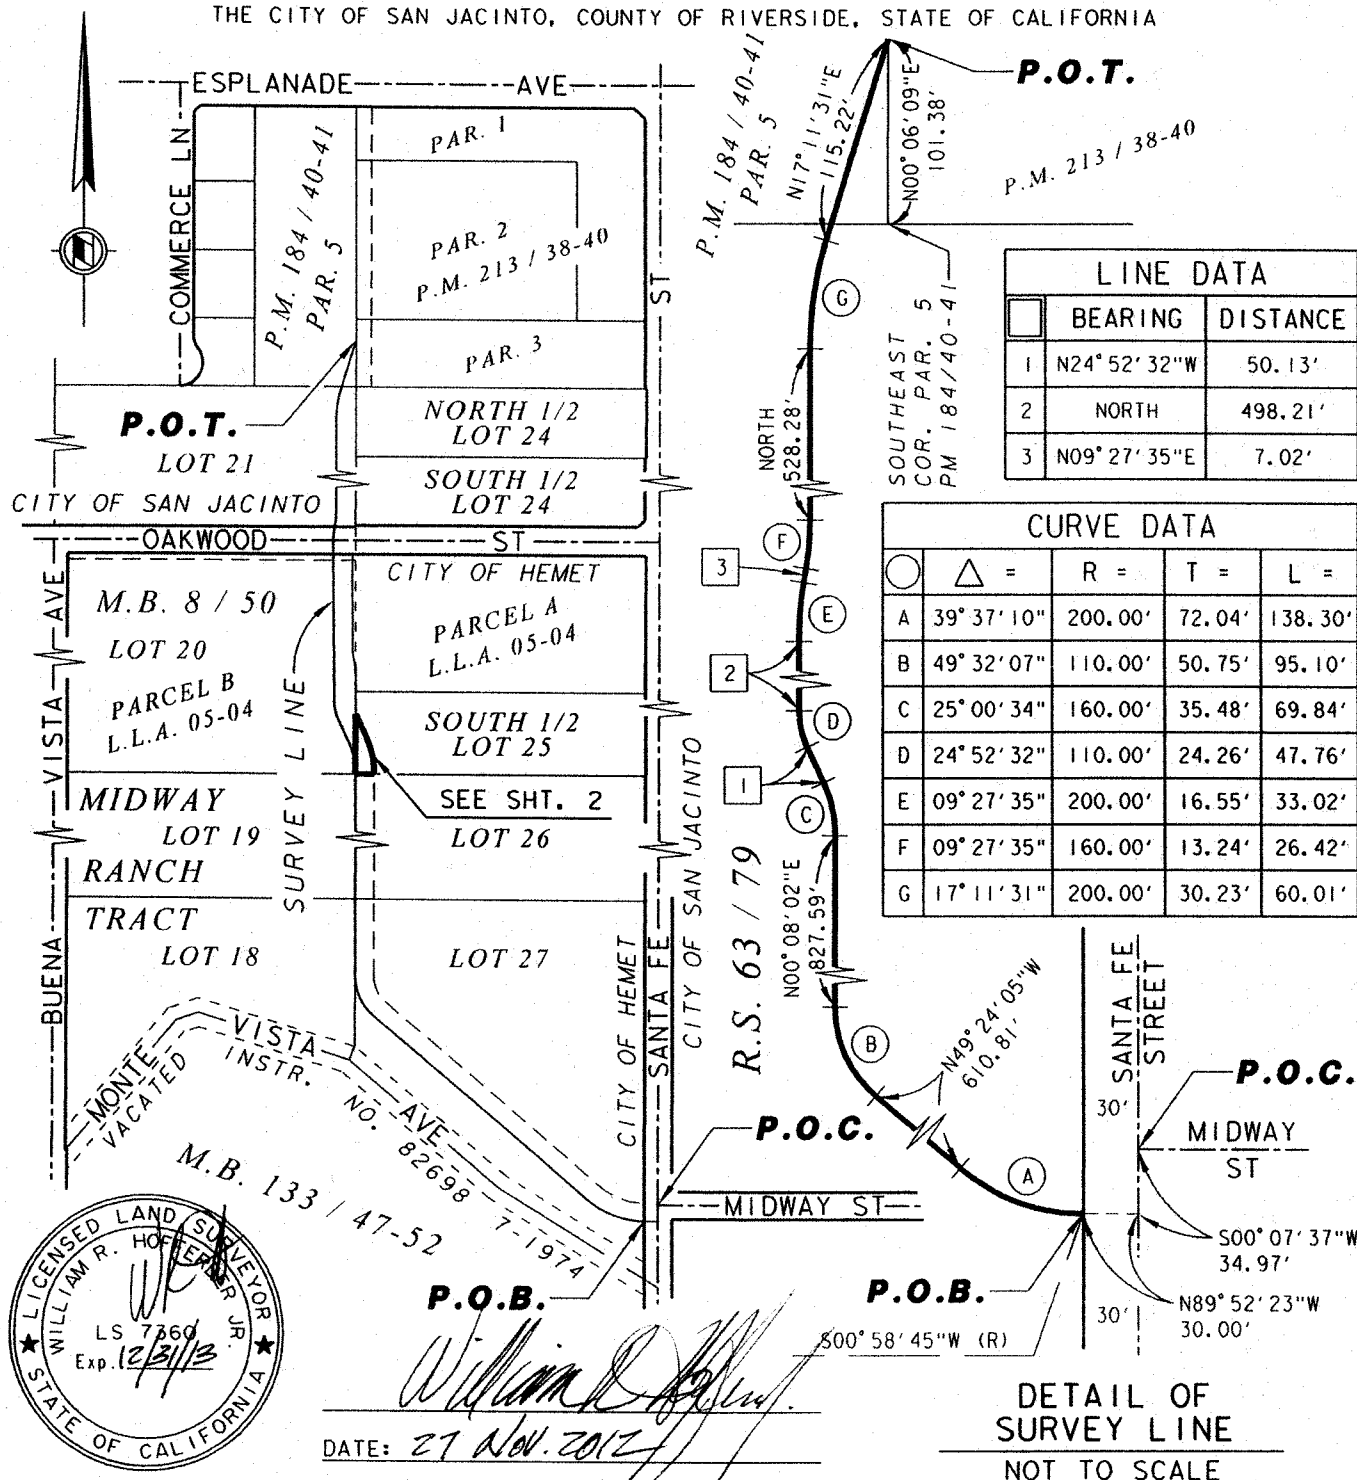 THE CITY OF SAN JACINTO, COUNTY OF RIVERSIDE, STATE OF CALIFORNIA
ESPLANADE AVE
COMMERCE LN
P.M. 184 / 40-41
PAR. 5
PAR. 1
PAR. 2
P.M. 213 / 38-40
PAR. 3
ST
P.O.T.
LOT 21
NORTH 1/2
LOT 24
SOUTH 1/2
LOT 24
CITY OF SAN JACINTO
OAKWOOD ST
CITY OF HEMET
M.B. 8 / 50
LOT 20
PARCEL B
L.L.A. 05-04
PARCEL A
L.L.A. 05-04
SURVEY LINE
SOUTH 1/2
LOT 25
SEE SHT. 2
MIDWAY
LOT 19
RANCH
TRACT
LOT 18
LOT 26
LOT 27
BUENA VISTA AVE
CITY OF HEMET
SANTA FE
CITY OF SAN JACINTO
R.S. 63 / 79
MONTE VISTA AVE
VACATED
INSTR. NO. 82698 7-1974
M.B. 133 / 47-52
P.O.C.
MIDWAY ST
P.O.B.
P.M. 184 / 40-41
PAR. 5
N17°11'31"E
115.22'
N00°06'09"E
101.38'
P.O.T.
P.M. 213 / 38-40
SOUTHEAST
COR. PAR. 5
PM 184/40-41
G
NORTH
528.28'
F
3
E
2
D
1
C
N00°08'02"E
827.59'
B
N49°24'05"W
610.81'
A
LINE DATA
BEARING DISTANCE
1 N24°52'32"W 50.13'
2 NORTH 498.21'
3 N09°27'35"E 7.02'
CURVE DATA
△ = R = T = L =
A 39°37'10" 200.00' 72.04' 138.30'
B 49°32'07" 110.00' 50.75' 95.10'
C 25°00'34" 160.00' 35.48' 69.84'
D 24°52'32" 110.00' 24.26' 47.76'
E 09°27'35" 200.00' 16.55' 33.02'
F 09°27'35" 160.00' 13.24' 26.42'
G 17°11'31" 200.00' 30.23' 60.01'
SANTA FE
STREET
30'
P.O.C.
MIDWAY
ST
S00°07'37"W
34.97'
N89°52'23"W
30.00'
30'
P.O.B.
S00°58'45"W (R)
LICENSED LAND SURVEYOR
WILLIAM R. JR.
LS 7360
Exp. 12/31/13
STATE OF CALIFORNIA
DATE: 27 NOV. 2012
DETAIL OF
SURVEY LINE
NOT TO SCALE